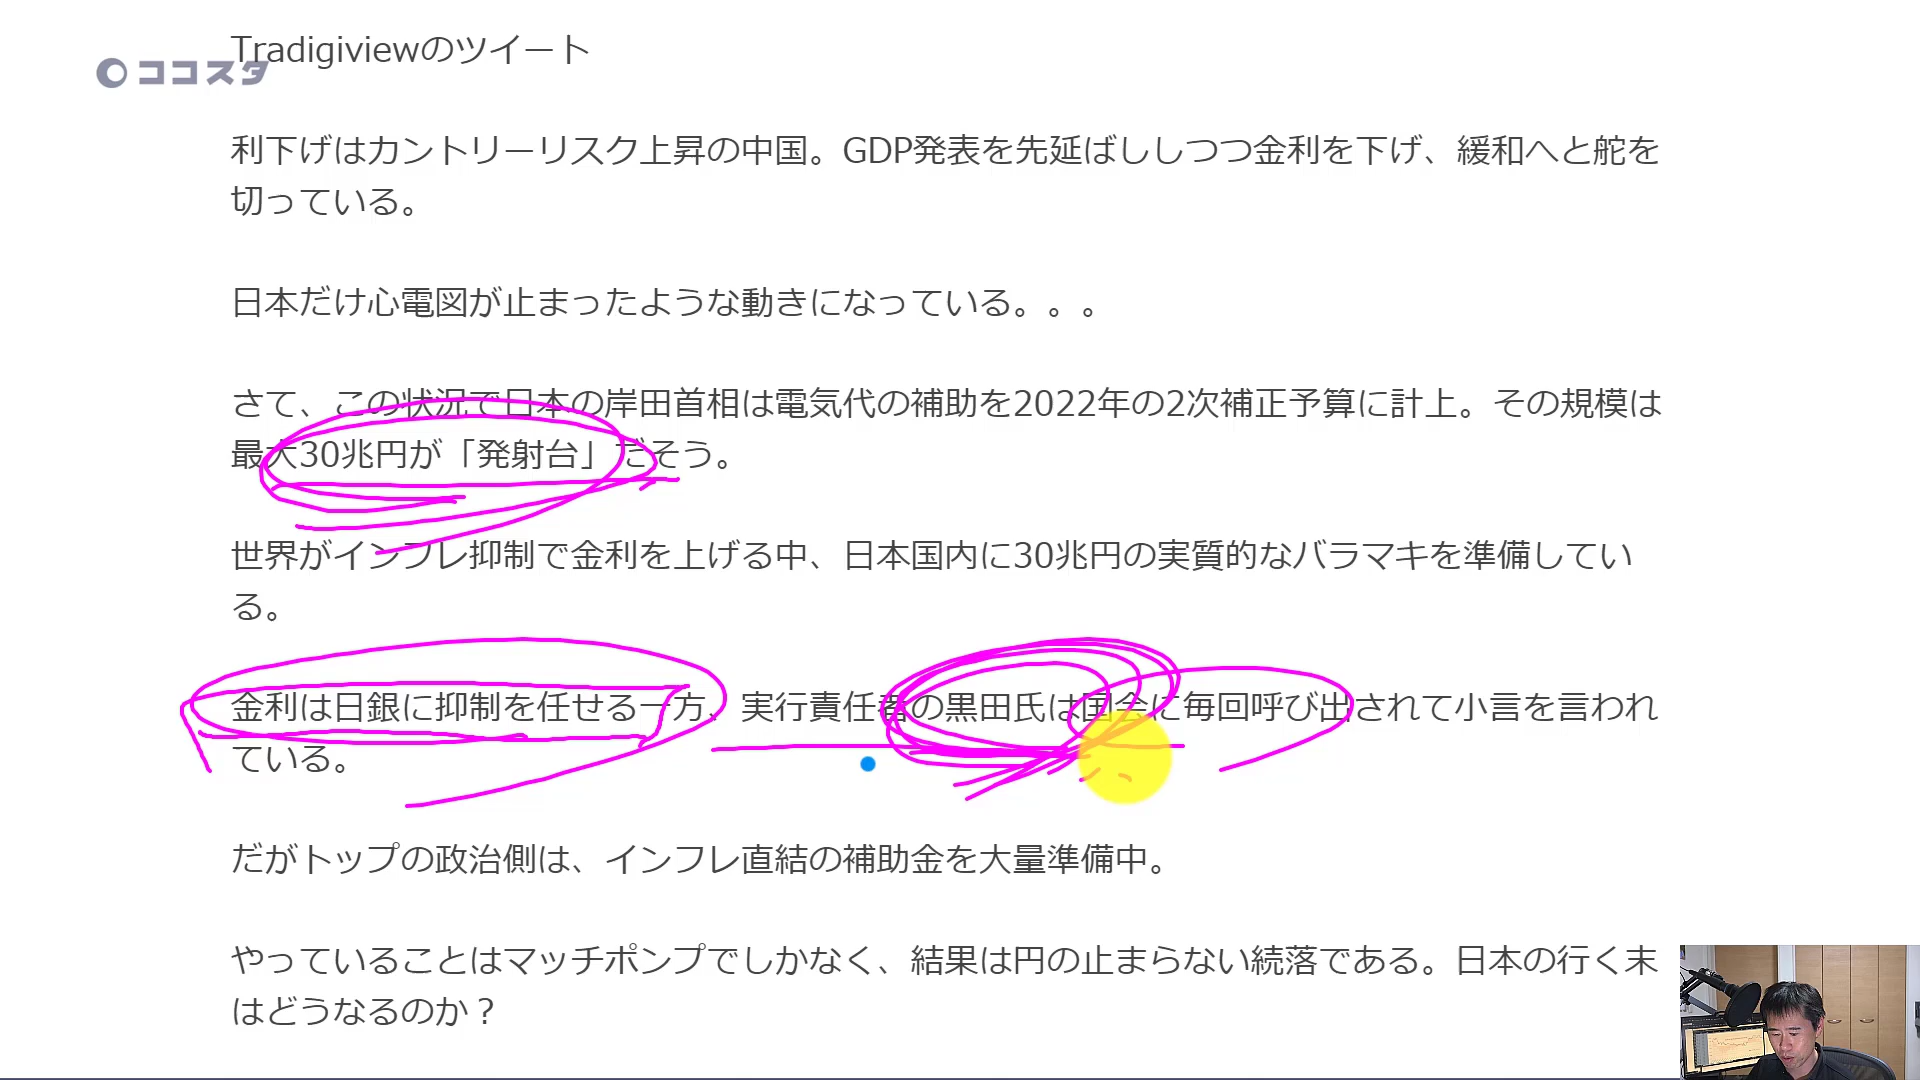 Tradigiviewのツイート
ココスタ
利下げはカントリーリスク上昇の中国。GDP発表を先延ばししつつ金利を下げ、緩和へと舵を
切っている。
日本だけ心電図が止まったような動きになっている。。。
さて、この状況で日本の岸田首相は電気代の補助を2022年の2次補正予算に計上。その規模は
最大30兆円が「発射台」だそう。
世界がインフレ抑制で金利を上げる中、日本国内に30兆円の実質的なバラマキを準備してい
る。
金利は日銀に抑制を任せる一方、実行責任者の黒田氏は国会に毎回呼び出されて小言を言われ
ている。
だがトップの政治側は、インフレ直結の補助金を大量準備中。
やっていることはマッチポンプでしかなく、結果は円の止まらない続落である。日本の行く末
はどうなるのか？